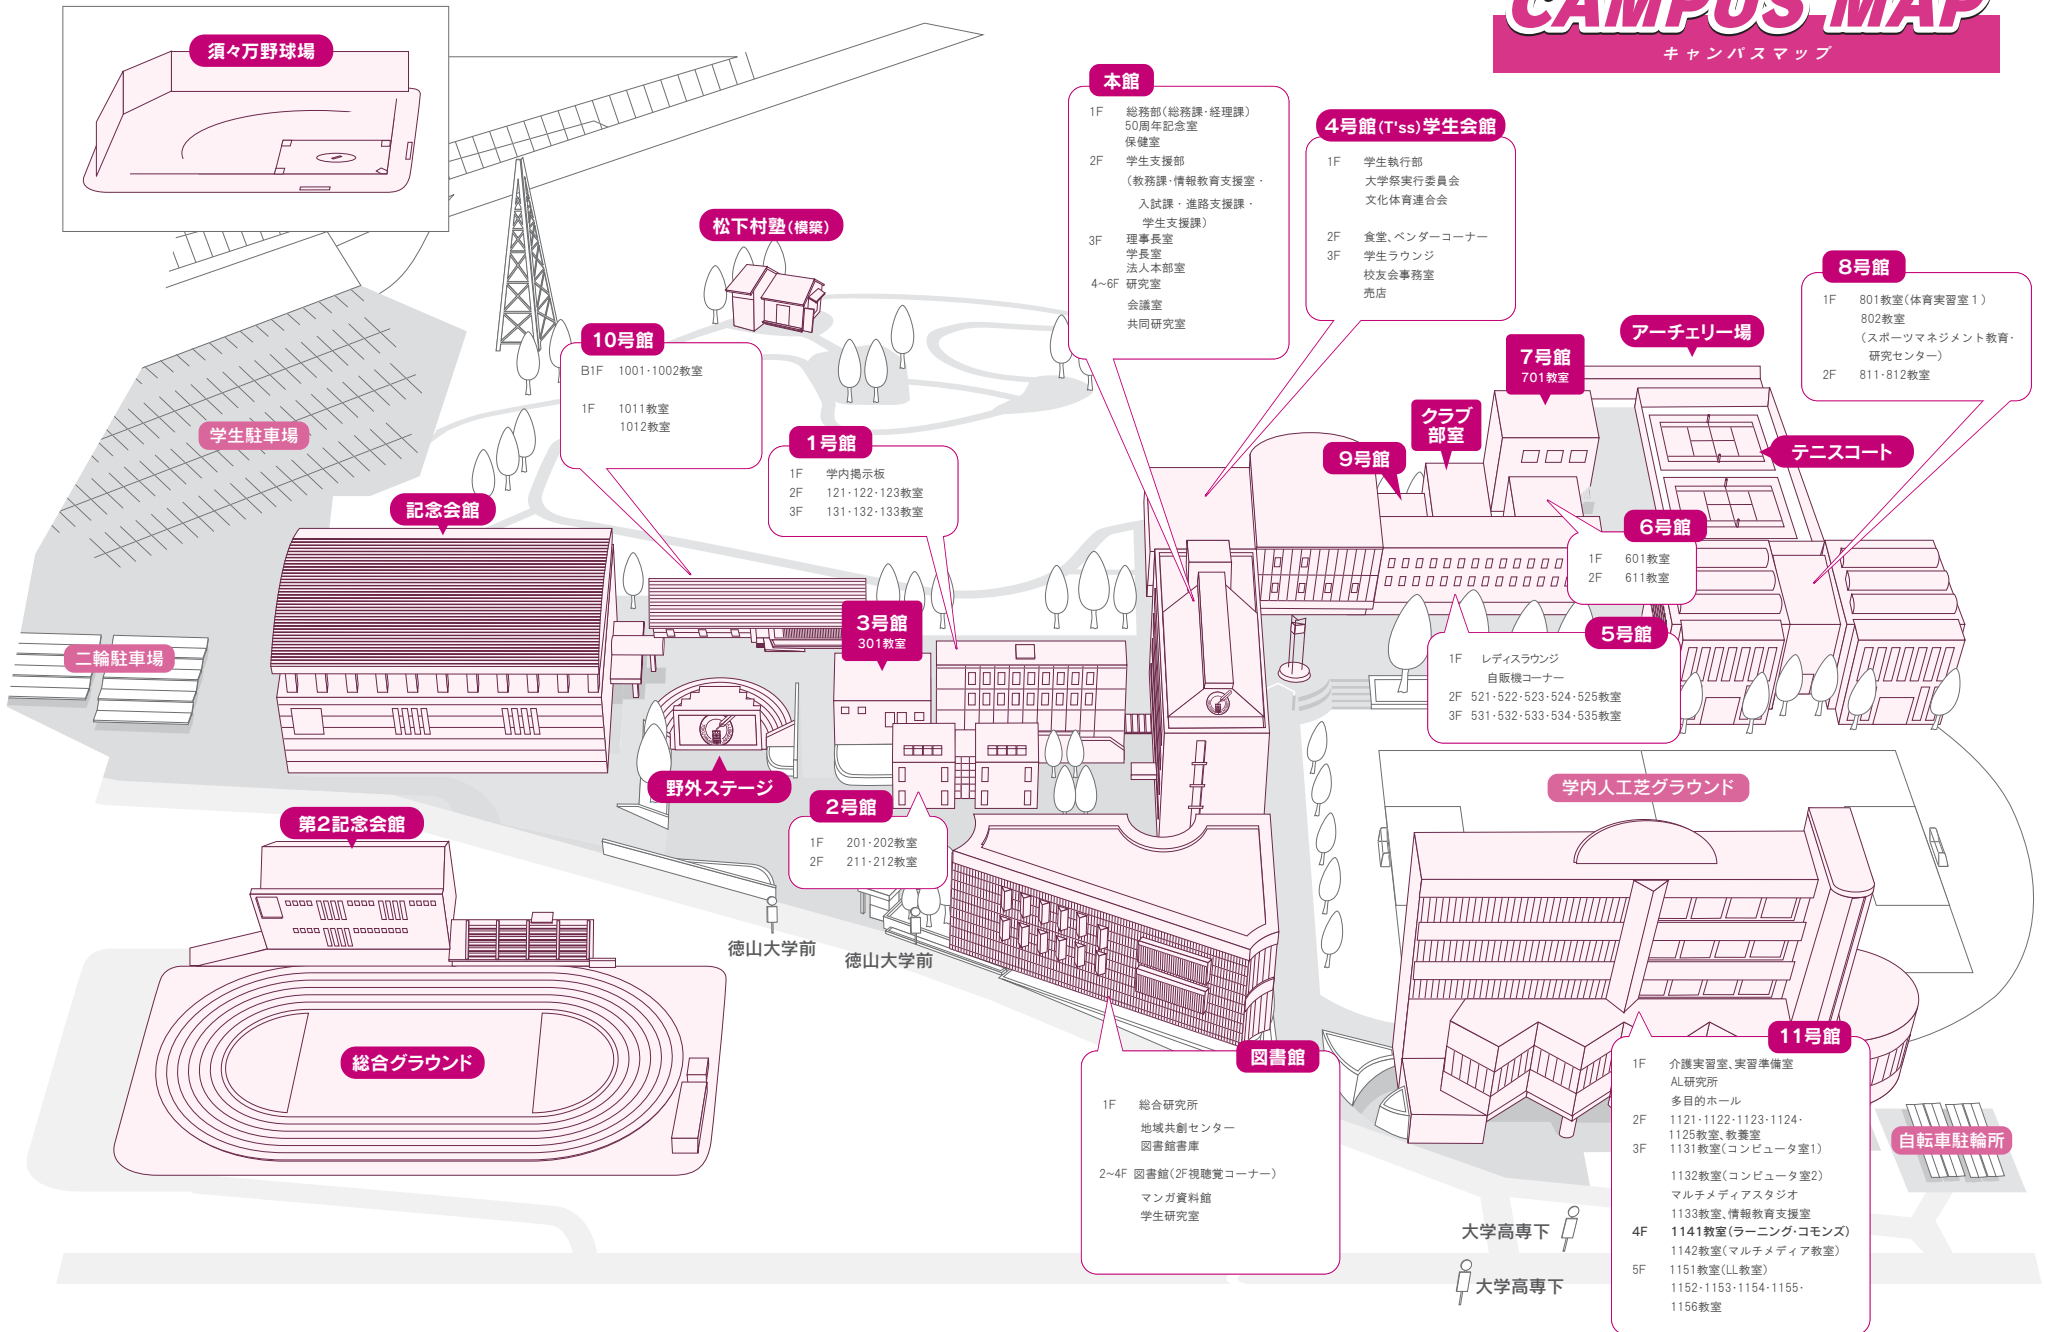 CAMPUS MAP
キャンパスマップ
須々万野球場
本館
1F 総務部(総務課・経理課)
50周年記念室
保健室
2F 学生支援部
(教務課・情報教育支援室・
入試課・進路支援課・
学生支援課)
3F 理事長室
学長室
法人本部室
4~6F 研究室
会議室
共同研究室
4号館(T'ss)学生会館
1F 学生執行部
大学祭実行委員会
文化体育連合会
2F 食堂、ベンダーコーナー
3F 学生ラウンジ
校友会事務室
売店
松下村塾(模築)
8号館
1F 801教室(体育実習室1)
802教室
(スポーツマネジメント教育・
研究センター)
2F 811・812教室
アーチェリー場
7号館
701教室
10号館
B1F 1001・1002教室
1F 1011教室
1012教室
クラブ
部室
学生駐車場
1号館
1F 学内掲示板
2F 121・122・123教室
3F 131・132・133教室
9号館
テニスコート
記念会館
6号館
1F 601教室
2F 611教室
3号館
301教室
5号館
1F レディスラウンジ
自販機コーナー
2F 521・522・523・524・525教室
3F 531・532・533・534・535教室
二輪駐車場
野外ステージ
学内人工芝グラウンド
2号館
1F 201・202教室
2F 211・212教室
第2記念会館
徳山大学前
徳山大学前
総合グラウンド
図書館
1F 総合研究所
地域共創センター
図書館書庫
2~4F 図書館(2F視聴覚コーナー)
マンガ資料館
学生研究室
11号館
1F 介護実習室、実習準備室
AL研究所
多目的ホール
2F 1121・1122・1123・1124・
1125教室、教養室
3F 1131教室(コンピュータ室1)
1132教室(コンピュータ室2)
マルチメディアスタジオ
1133教室、情報教育支援室
4F 1141教室(ラーニング・コモンズ)
1142教室(マルチメディア教室)
5F 1151教室(LL教室)
1152・1153・1154・1155・
1156教室
自転車駐輪所
大学高専下
大学高専下